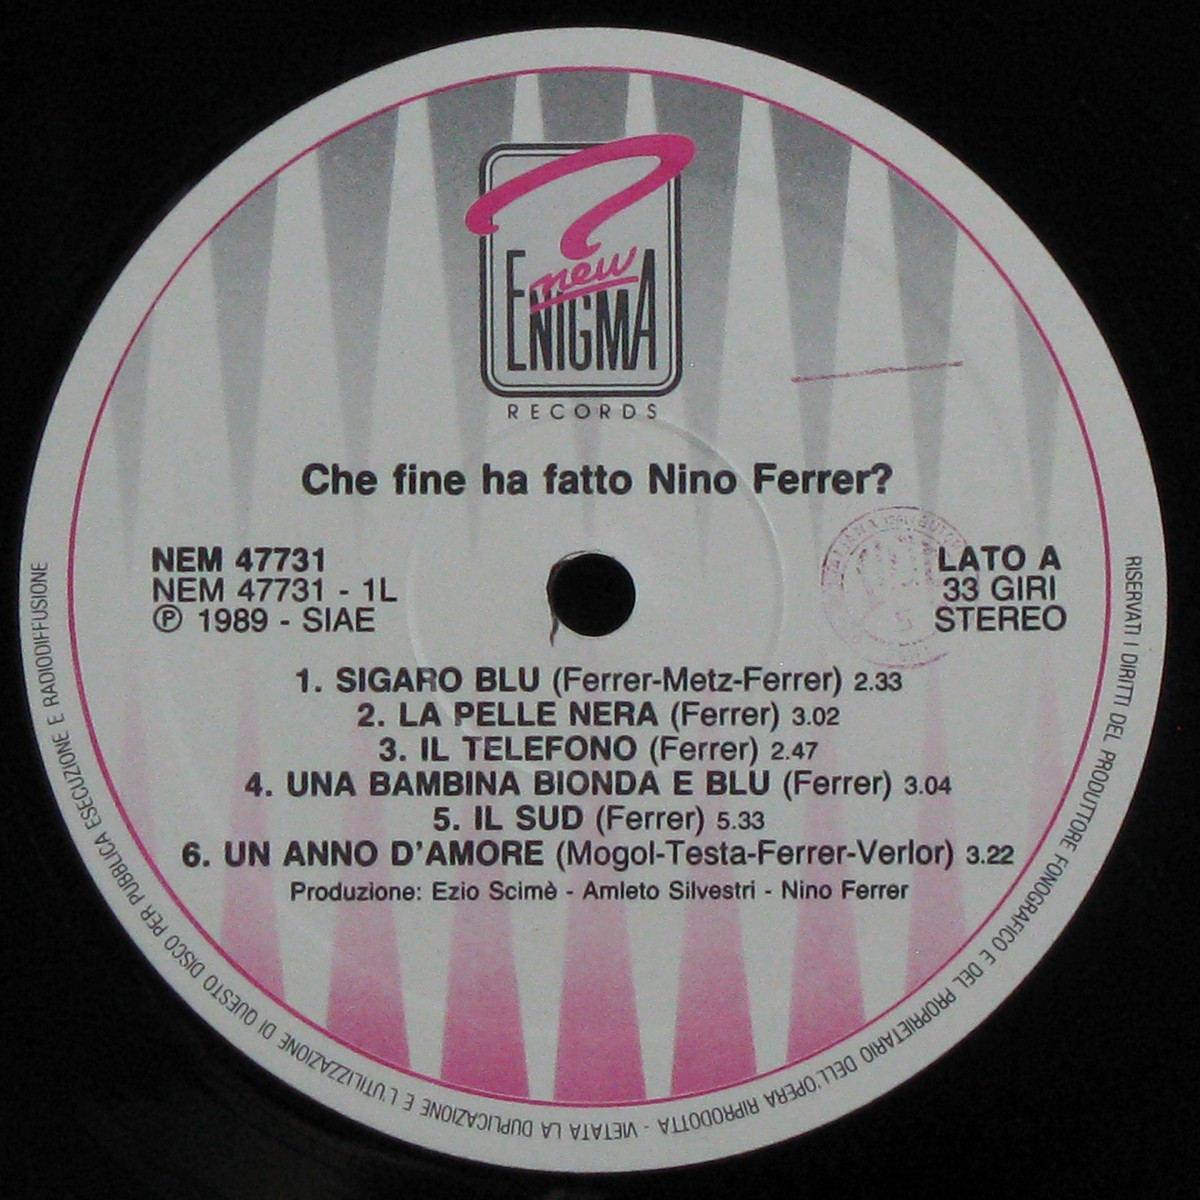 new
ENIGMA
RECORDS
Che fine ha fatto Nino Ferrer?
NEM 47731
NEM 47731 - 1L
Ⓟ 1989 - SIAE
LATO A
33 GIRI
STEREO
1. SIGARO BLU (Ferrer-Metz-Ferrer) 2.33
2. LA PELLE NERA (Ferrer) 3.02
3. IL TELEFONO (Ferrer) 2.47
4. UNA BAMBINA BIONDA E BLU (Ferrer) 3.04
5. IL SUD (Ferrer) 5.33
6. UN ANNO D'AMORE (Mogol-Testa-Ferrer-Verlor) 3.22
Produzione: Ezio Scimè - Amleto Silvestri - Nino Ferrer
RISERVATI I DIRITTI DEL PRODUTTORE FONOGRAFICO E DEL PROPRIETARIO DELL'OPERA RIPRODOTTA - VIETATA LA DUPLICAZIONE E L'UTILIZZAZIONE DI QUESTO DISCO PER PUBBLICA ESECUZIONE E RADIODIFFUSIONE